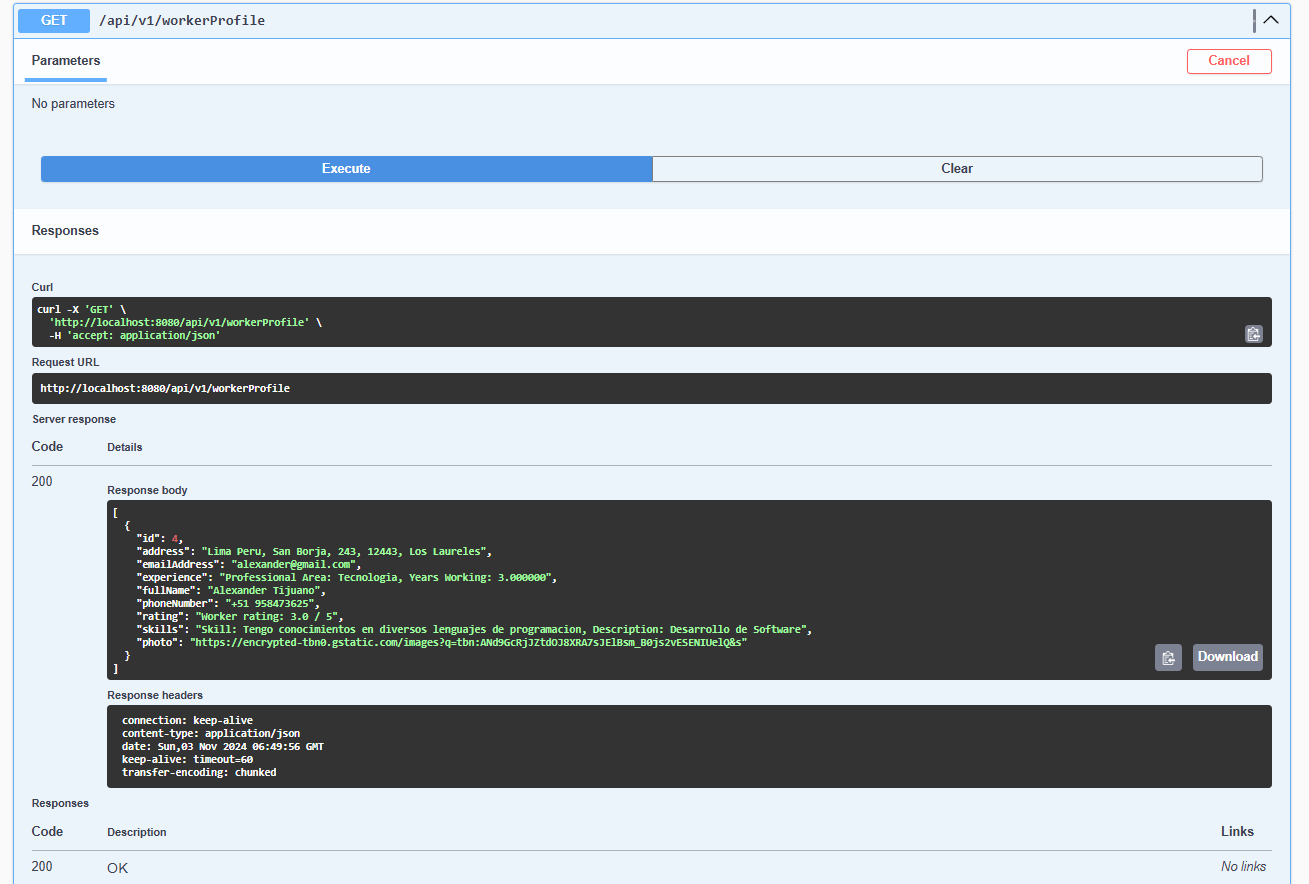 GET /api/v1/workerProfile
Parameters
Cancel
No parameters
Execute
Clear
Responses
Curl
curl -X 'GET' \
  'http://localhost:8080/api/v1/workerProfile' \
  -H 'accept: application/json'
Request URL
http://localhost:8080/api/v1/workerProfile
Server response
Code Details
200
Response body
[
  {
    "id": 4,
    "address": "Lima Peru, San Borja, 243, 12443, Los Laureles",
    "emailAddress": "alexander@gmail.com",
    "experience": "Professional Area: Tecnologia, Years Working: 3.000000",
    "fullName": "Alexander Tijuano",
    "phoneNumber": "+51 958473625",
    "rating": "Worker rating: 3.0 / 5",
    "skills": "Skill: Tengo conocimientos en diversos lenguajes de programacion, Description: Desarrollo de Software",
    "photo": "https://encrypted-tbn0.gstatic.com/images?q=tbn:ANd9GcRjJZtdOJ8XRA7sJElBsm_B0js2vESENIUelQ&s"
  }
]
Download
Response headers
connection: keep-alive
content-type: application/json
date: Sun,03 Nov 2024 06:49:56 GMT
keep-alive: timeout=60
transfer-encoding: chunked
Responses
Code Description Links
200 OK No links